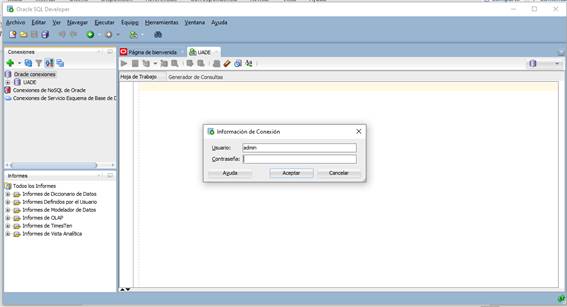 Oracle SQL Developer
Archivo Editar Ver Navegar Ejecutar Equipo Herramientas Ventana Ayuda
Conexiones
Oracle conexiones
UADE
Conexiones de NoSQL de Oracle
Conexiones de Servicio Esquema de Base de D
Informes
Todos los Informes
Informes de Diccionario de Datos
Informes Definidos por el Usuario
Informes de Modelador de Datos
Informes de OLAP
Informes de TimesTen
Informes de Vista Analítica
Página de bienvenida
UADE
Hoja de Trabajo Generador de Consultas
Información de Conexión
Usuario: admin
Contraseña:
Ayuda Aceptar Cancelar